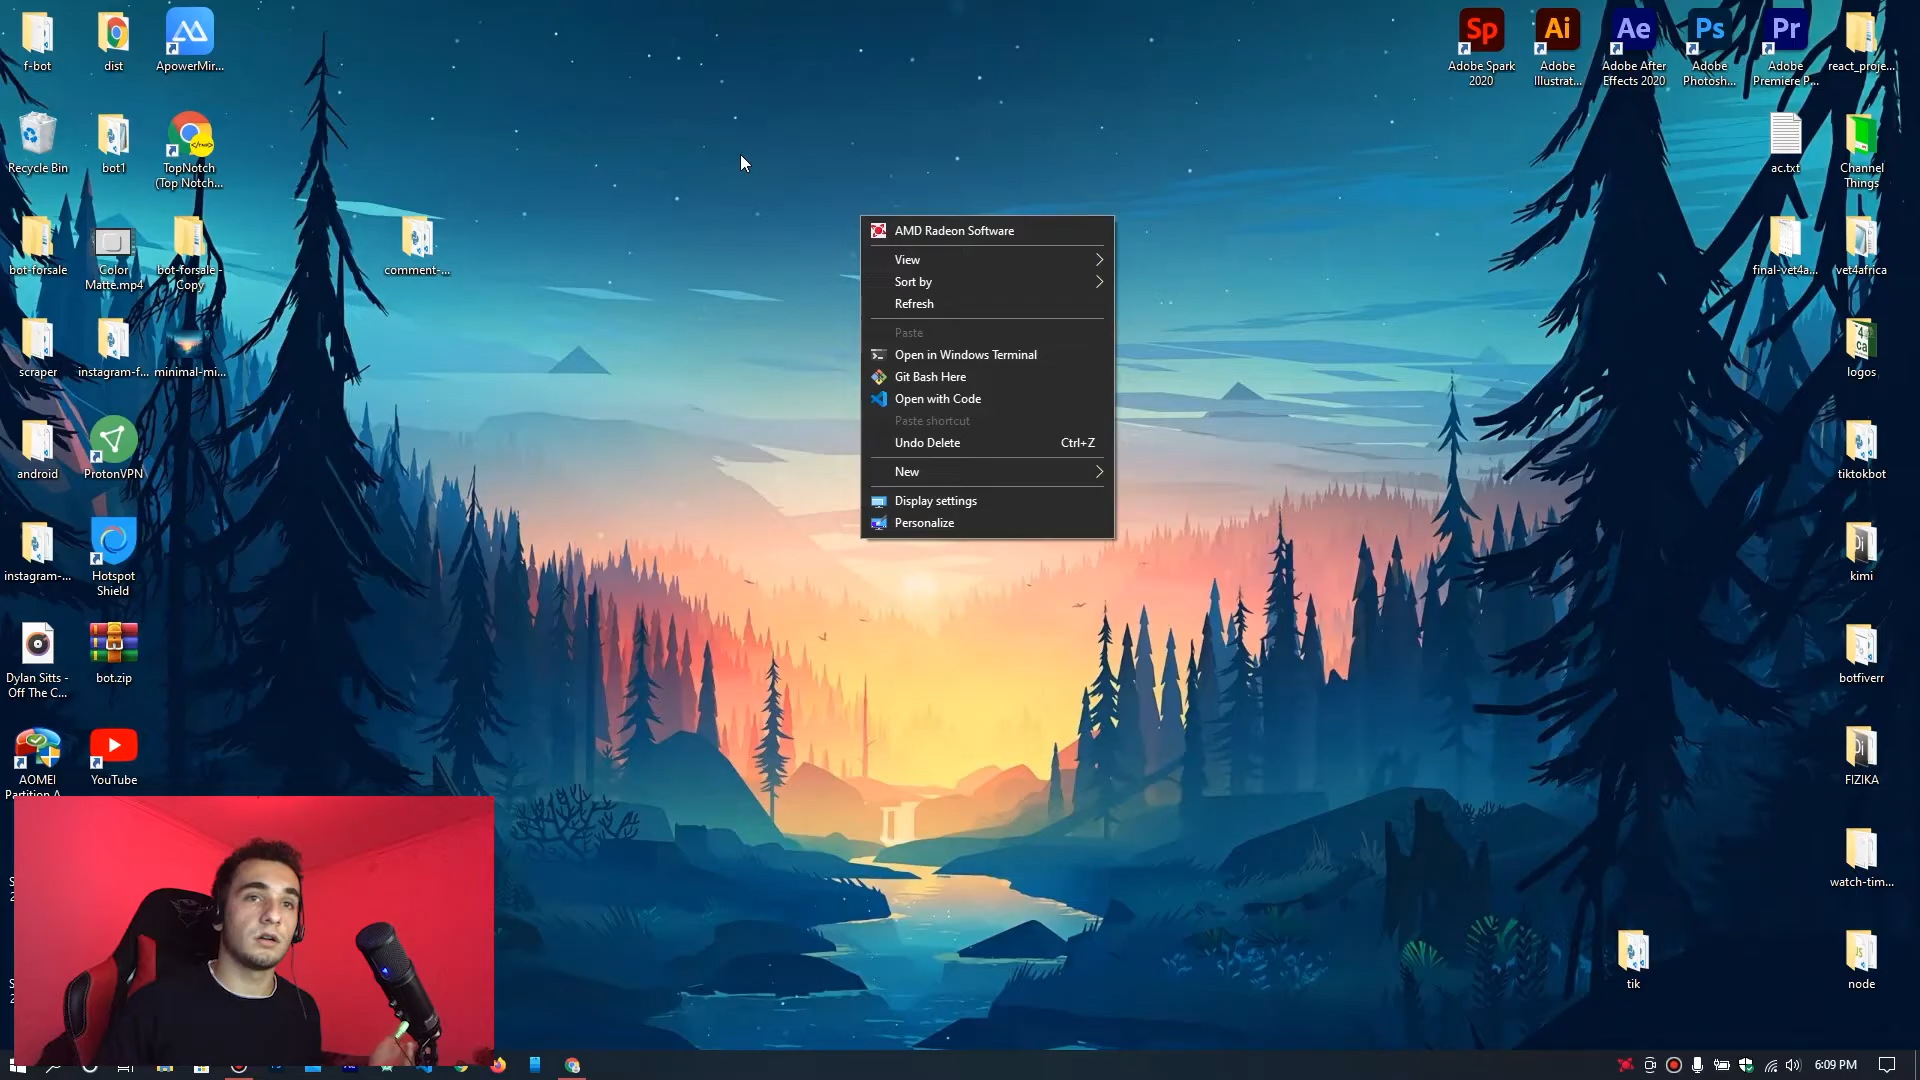 f-bot
dist
ApowerMir...
Sp
Ai
Ae
Ps
Pr
Adobe Spark
2020
Adobe
Illustrat...
Adobe After
Effects 2020
Adobe
Photosh...
Adobe
Premiere P...
react_proje...
Recycle Bin
bot1
TopNotch
(Top Notch...
ac.txt
Channel
Things
bot-forsale
Color
Matte.mp4
bot-forsale -
Copy
comment-...
final-vet4a...
vet4africa
scraper
instagram-f...
minimal-mi...
logos
android
ProtonVPN
tiktokbot
instagram-...
Hotspot
Shield
kimi
Dylan Sitts -
Off The C...
bot.zip
botfiverr
AOMEI
Partition A...
YouTube
FIZIKA
watch-tim...
tik
node
AMD Radeon Software
View
Sort by
Refresh
Paste
Open in Windows Terminal
Git Bash Here
Open with Code
Paste shortcut
Undo Delete Ctrl+Z
New
Display settings
Personalize
6:09 PM